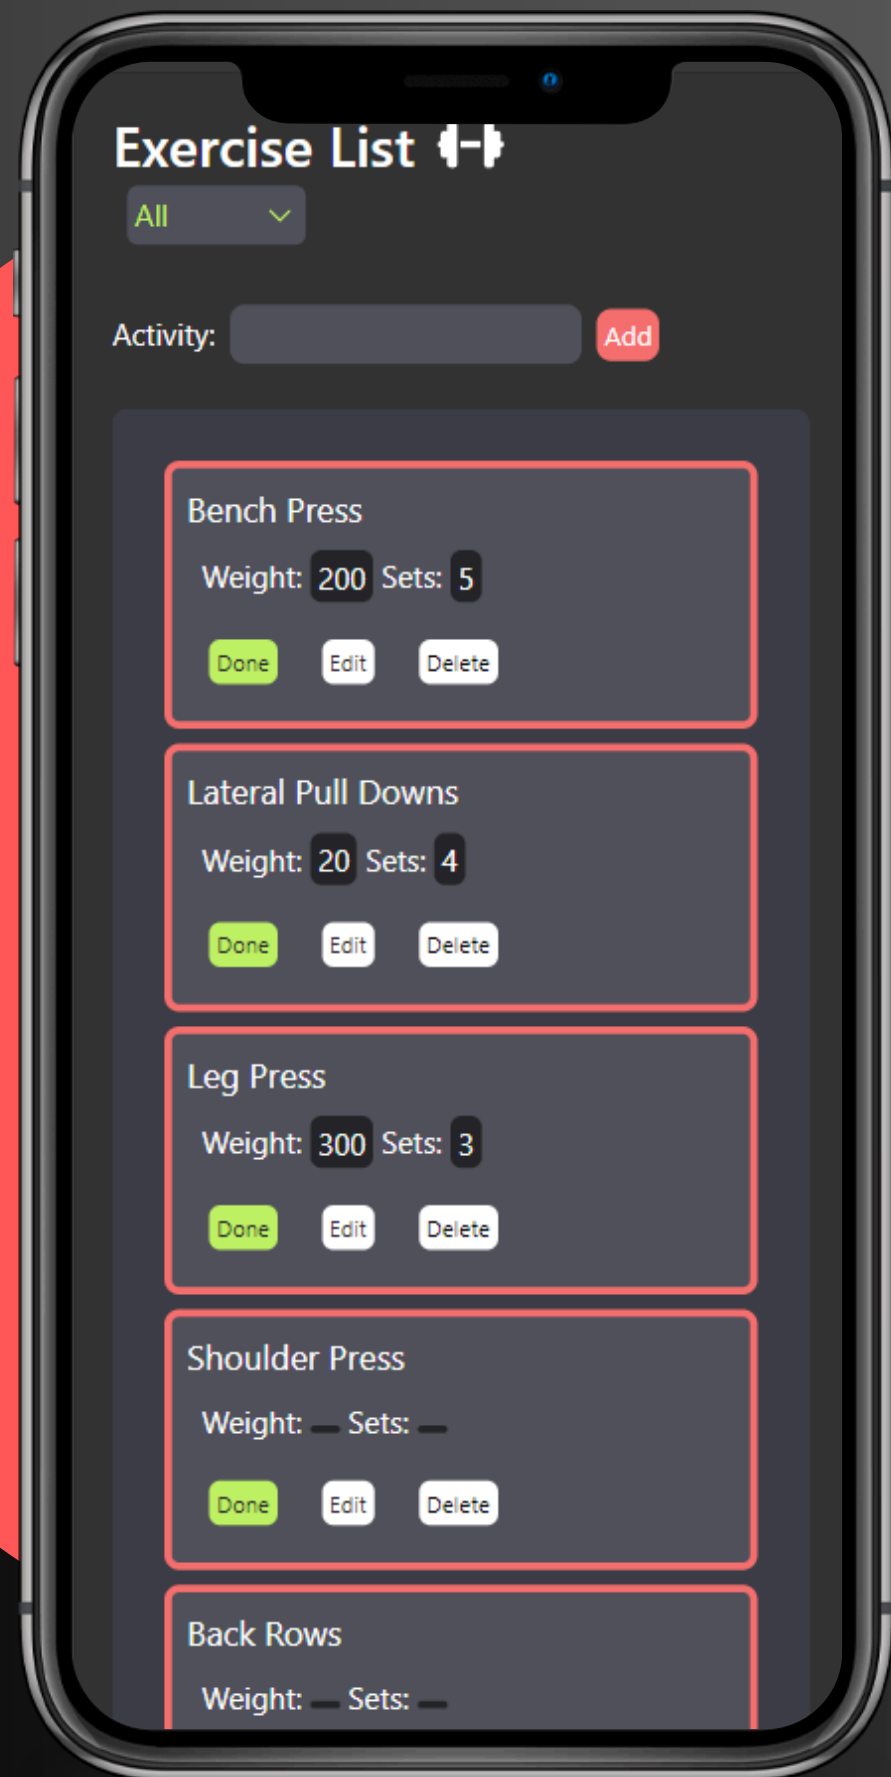 Exercise List
All
Activity: Add
Bench Press
Weight: 200 Sets: 5
Done Edit Delete
Lateral Pull Downs
Weight: 20 Sets: 4
Done Edit Delete
Leg Press
Weight: 300 Sets: 3
Done Edit Delete
Shoulder Press
Weight: Sets:
Done Edit Delete
Back Rows
Weight: Sets: